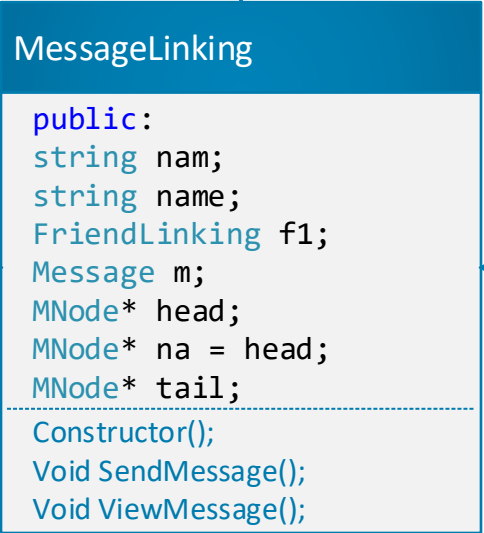 MessageLinking
public:
string nam;
string name;
FriendLinking f1;
Message m;
MNode* head;
MNode* na = head;
MNode* tail;
Constructor();
Void SendMessage();
Void ViewMessage();